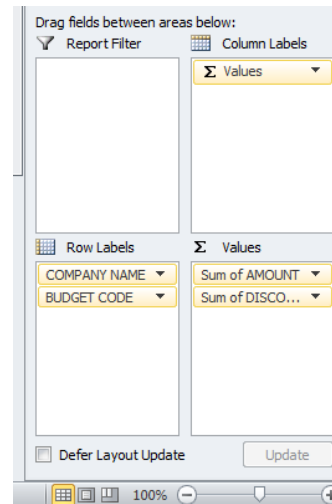 Drag fields between areas below:
Report Filter
Column Labels
Σ Values
Row Labels
Σ Values
COMPANY NAME
Sum of AMOUNT
BUDGET CODE
Sum of DISCO...
Defer Layout Update
Update
100%